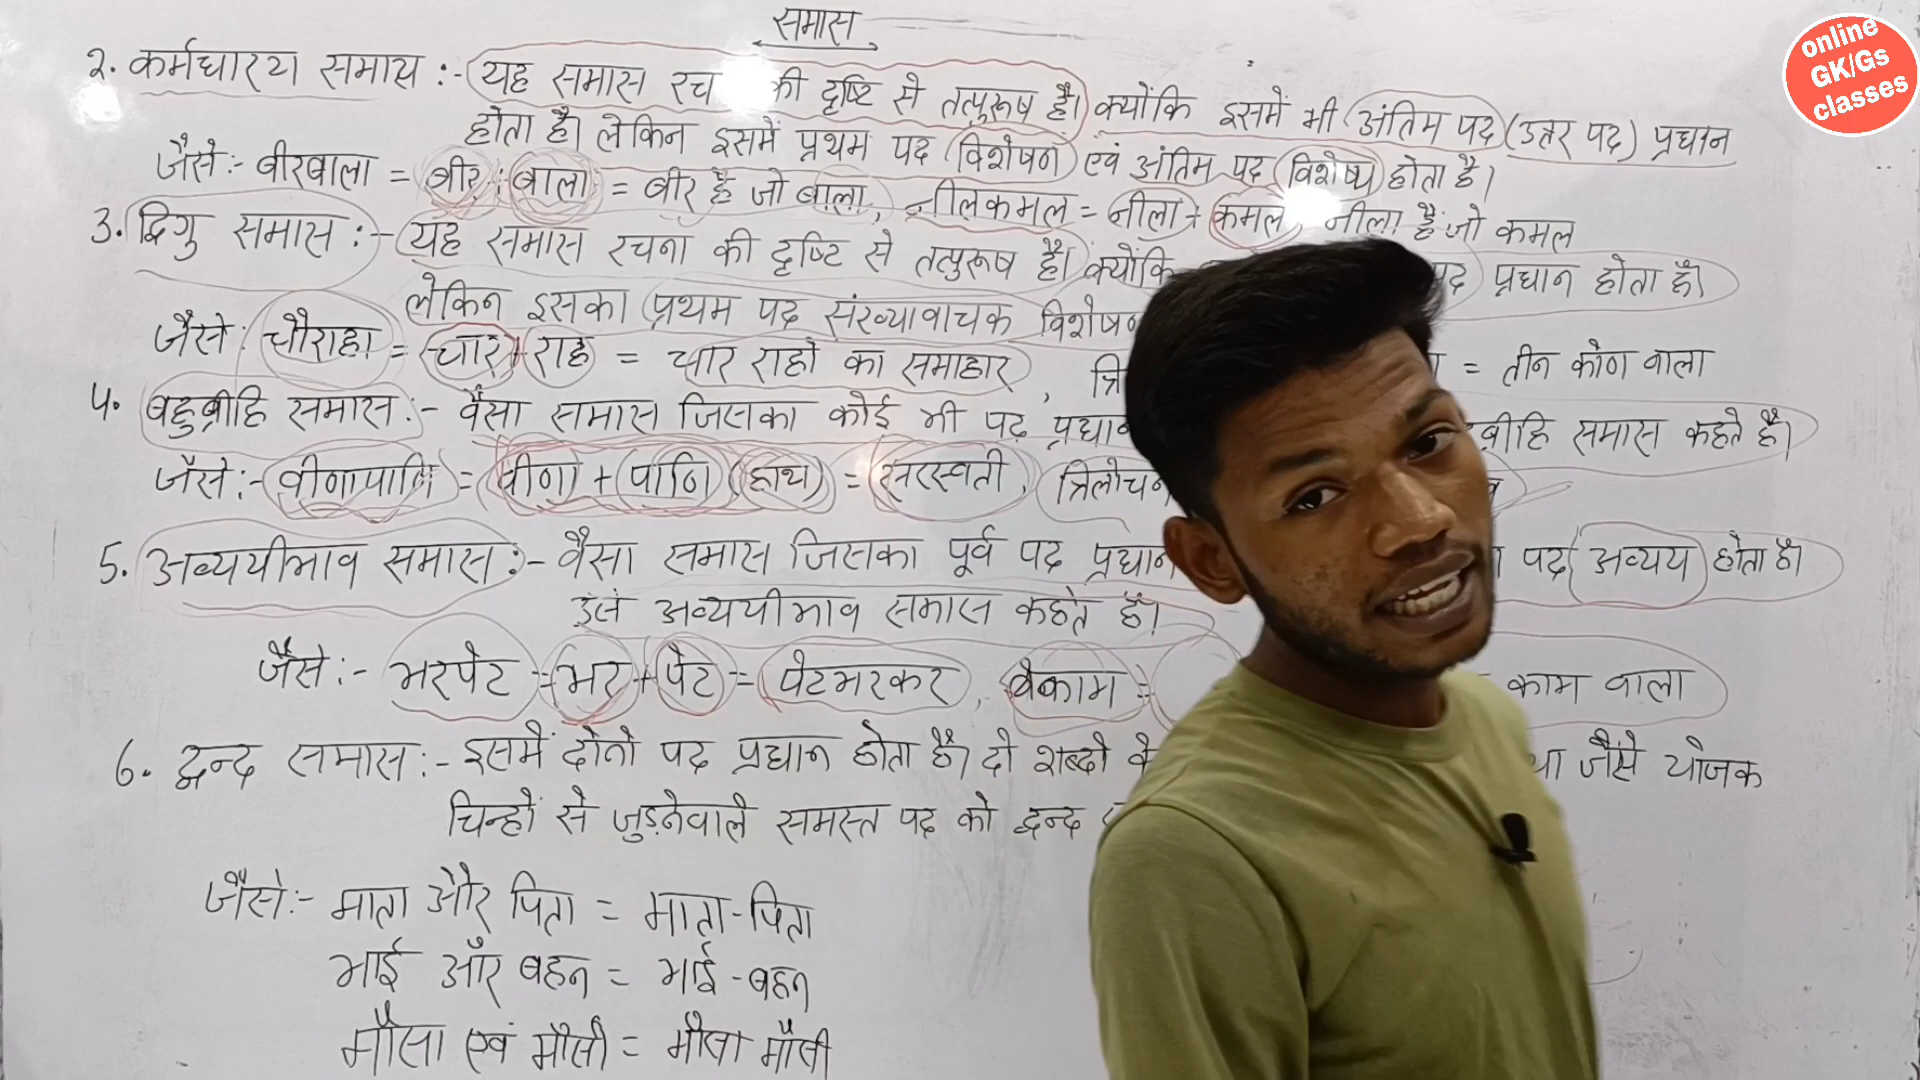 समास
online
GK/Gs
classes
२. कर्मधारय समास :- यह समास रच की दृष्टि से तत्पुरूष है। क्योंकि इसमें भी अंतिम पद (उत्तर पद) प्रधान
होता है। लेकिन इसमें प्रथम पद विशेषण एवं अंतिम पद विशेष्य होता है।
जैसे:- वीरबाला = वीर + बाला = वीर है जो बाला, नीलकमल = नीला + कमल नीला है जो कमल
3. द्विगु समास :- यह समास रचना की दृष्टि से तत्पुरूष है। क्योंकि पद प्रधान होता है।
लेकिन इसका प्रथम पद संख्यावाचक विशेषण
जैसे: चौराहा = चार + राह = चार राहों का समाहार, त्रि = तीन कोण वाला
4. बहुब्रीहि समास :- वैसा समास जिसका कोई भी पद प्रधान ब्रीहि समास कहते है।
जैसे:- वीणापाणि = वीणा + पाणि (हाथ) = सरस्वती, त्रिलोचन
5. अव्ययीभाव समास :- वैसा समास जिसका पूर्व पद प्रधान पद अव्यय होता है।
उसे अव्ययीभाव समास कहते हैं।
जैसे:- भरपेट = भर + पेट = पेटभरकर, बेकाम = = काम वाला
6. द्वन्द समास :- इसमें दोनो पद प्रधान होता है। दो शब्दो के या जैसे योजक
चिन्हों से जुड़नेवाले समस्त पद को द्वन्द
जैसे:- माता और पिता = माता-पिता
भाई और बहन = भाई-बहन
मौसा एवं मौसी = मौसा मौसी